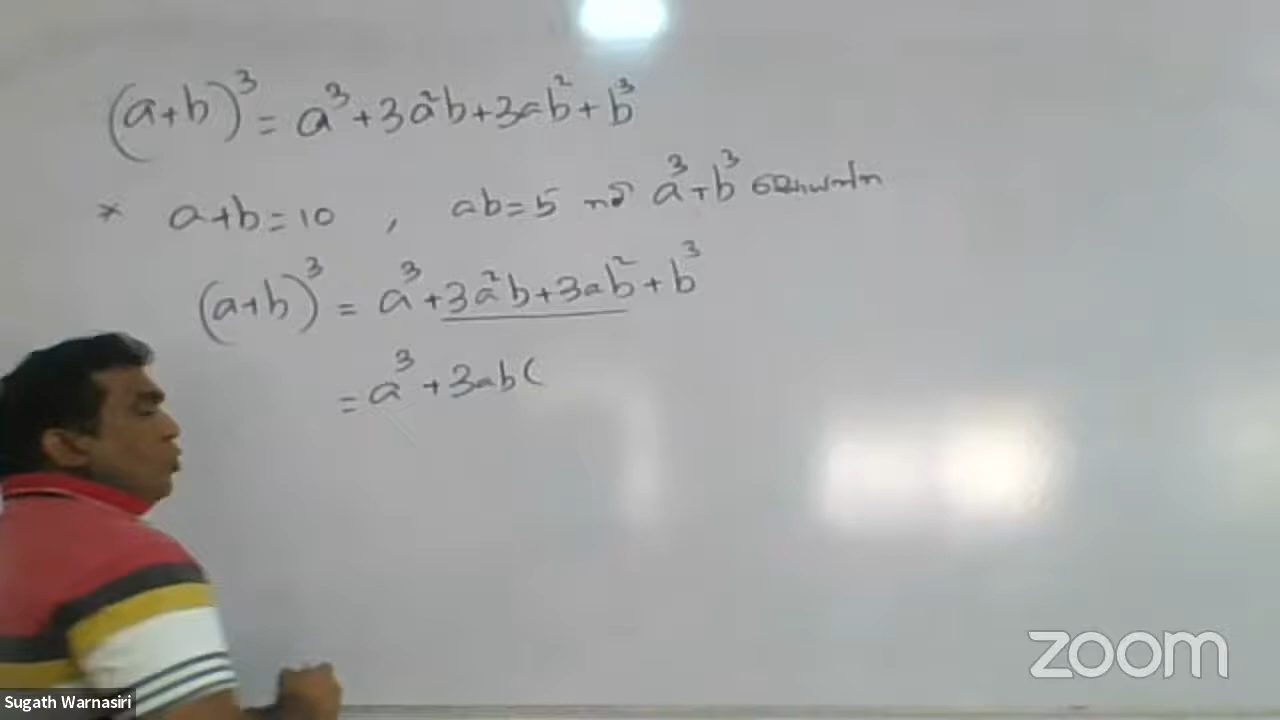 (a+b)³ = a³+3a²b+3ab²+b³
* a+b=10 , ab=5 නම් a³+b³ සොයන්න
(a+b)³ = a³+3a²b+3ab²+b³
= a³+3ab(
zoom
Sugath Warnasiri